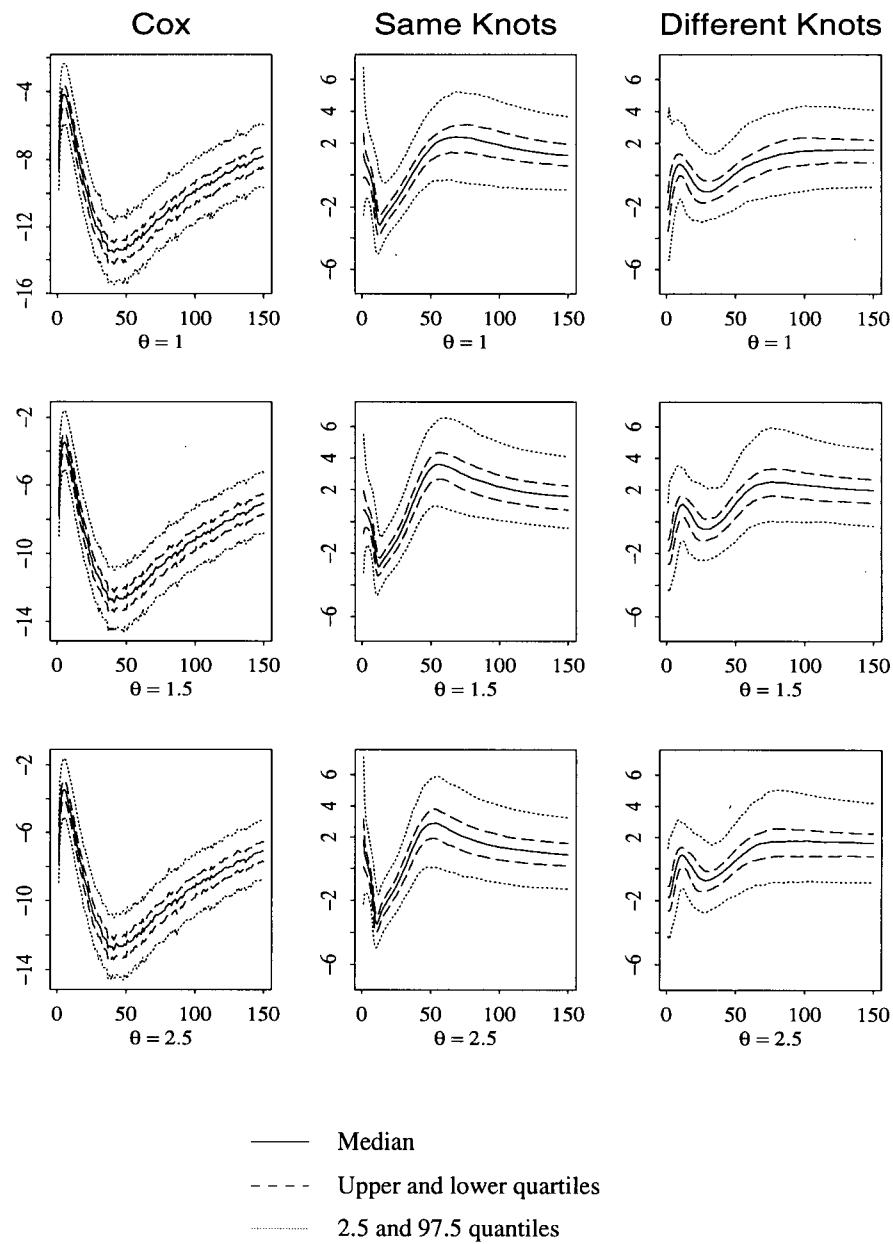 Cox Same Knots Different Knots
-4
-8
-12
-16
0 50 100 150
θ = 1
6
4
2
-2
-6
0 50 100 150
θ = 1
6
4
2
-2
-6
0 50 100 150
θ = 1
-2
-6
-10
-14
0 50 100 150
θ = 1.5
6
4
2
-2
-6
0 50 100 150
θ = 1.5
6
4
2
-2
-6
0 50 100 150
θ = 1.5
-2
-6
-10
-14
0 50 100 150
θ = 2.5
6
4
2
-2
-6
0 50 100 150
θ = 2.5
6
4
2
-2
-6
0 50 100 150
θ = 2.5
Median
Upper and lower quartiles
2.5 and 97.5 quantiles